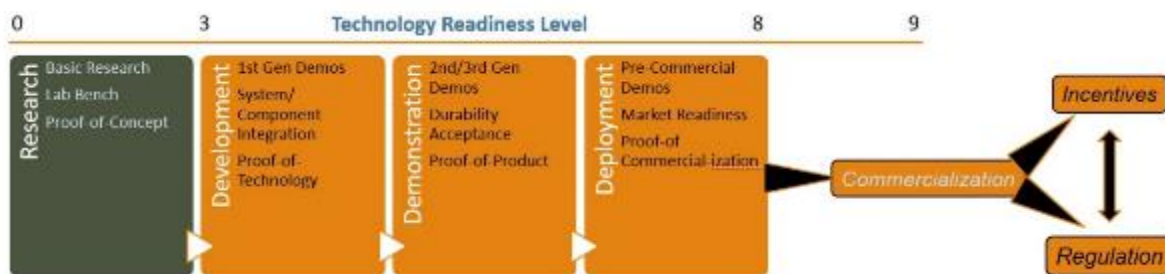 0 3 Technology Readiness Level 8 9
Research
Basic Research
Lab Bench
Proof-of-Concept
Development
1st Gen Demos
System/
Component
Integration
Proof-of-
Technology
Demonstration
2nd/3rd Gen
Demos
Durability
Acceptance
Proof-of-Product
Deployment
Pre-Commercial
Demos
Market Readiness
Proof-of
Commercial-ization
Commercialization
Incentives
Regulation